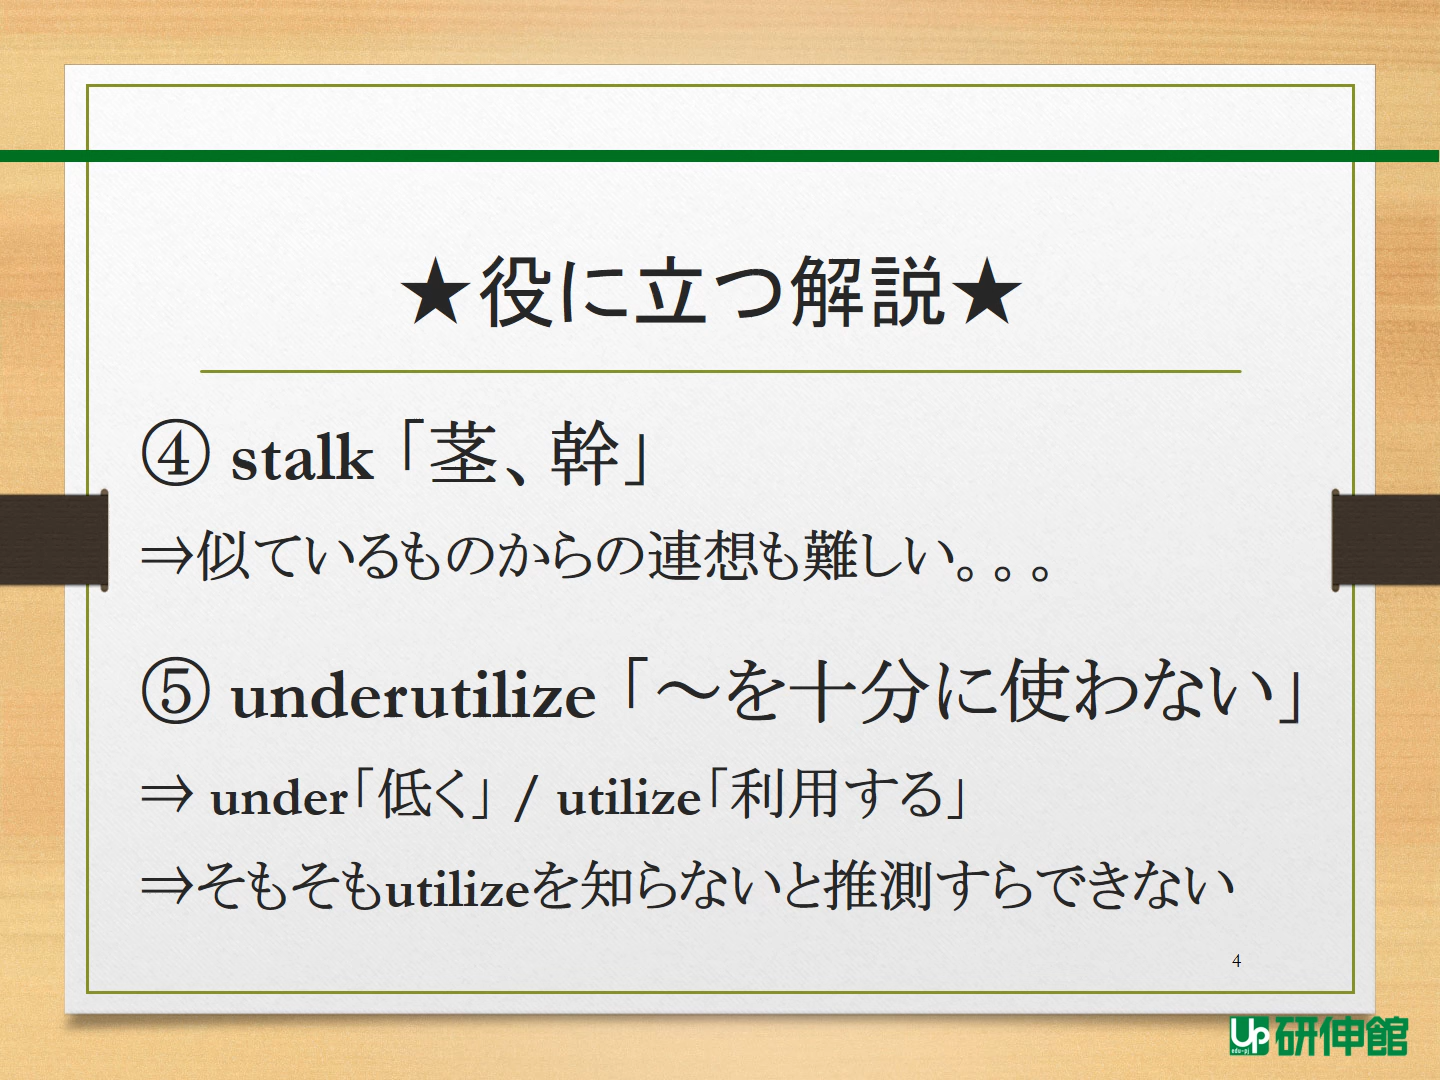 ★役に立つ解説★
④ stalk「茎、幹」
⇒似ているものからの連想も難しい。。。
⑤ underutilize「～を十分に使わない」
⇒ under「低く」 / utilize「利用する」
⇒そもそもutilizeを知らないと推測すらできない
4
Up 研伸館
edu-pj